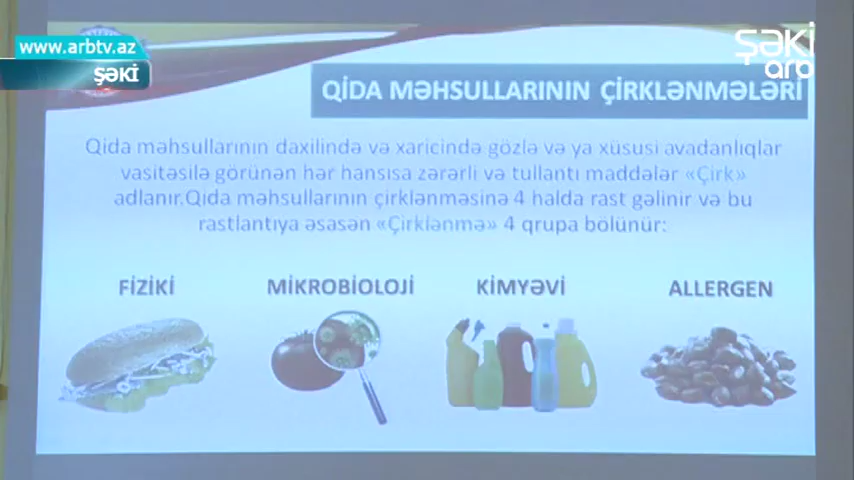 www.arbtv.az
ŞƏKİ
ŞƏKİ
arb
QİDA MƏHSULLARININ ÇİRKLƏNMƏLƏRİ
Qida məhsullarının daxilində və xaricində gözlə və ya xüsusi avadanlıqlar
vasitəsilə görünən hər hansısa zərərli və tullantı maddələr «Çirk»
adlanır.Qida məhsullarının çirklənməsinə 4 halda rast gəlinir və bu
rastlantıya əsasən «Çirklənmə» 4 qrupa bölünür:
FİZİKİ
MİKROBİOLOJİ
KİMYƏVİ
ALLERGEN